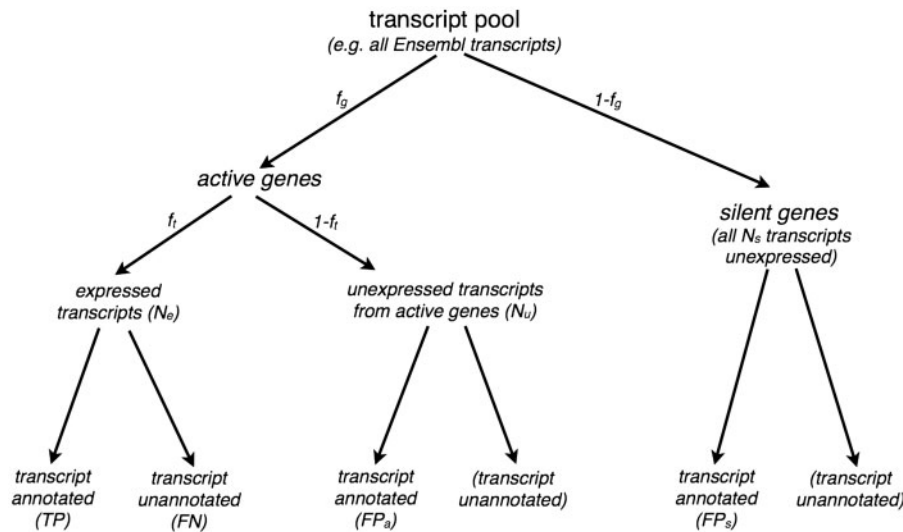 transcript pool
(e.g. all Ensembl transcripts)
f_g
1-f_g
active genes
silent genes
(all N_s transcripts
unexpressed)
f_t
1-f_t
expressed
transcripts (N_e)
unexpressed transcripts
from active genes (N_u)
transcript
annotated
(TP)
transcript
unannotated
(FN)
transcript
annotated
(FP_a)
(transcript
unannotated)
transcript
annotated
(FP_s)
(transcript
unannotated)